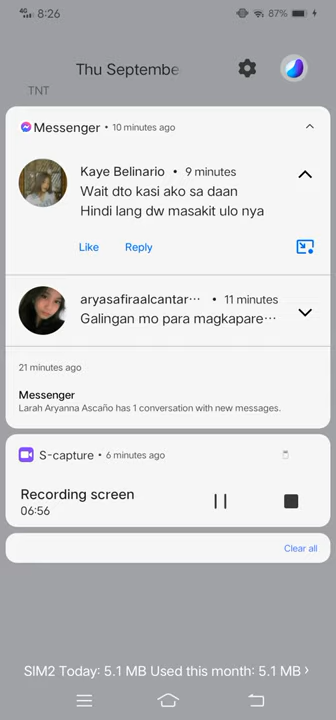 4G 8:26 87%
Thu Septembe
TNT
Messenger • 10 minutes ago
Kaye Belinario • 9 minutes
Wait dto kasi ako sa daan
Hindi lang dw masakit ulo nya
Like Reply
aryasafiraalcantar··· • 11 minutes
Galingan mo para magkapare···
21 minutes ago
Messenger
Larah Aryanna Ascaño has 1 conversation with new messages.
S-capture • 6 minutes ago
Recording screen
06:56
Clear all
SIM2 Today: 5.1 MB Used this month: 5.1 MB ›